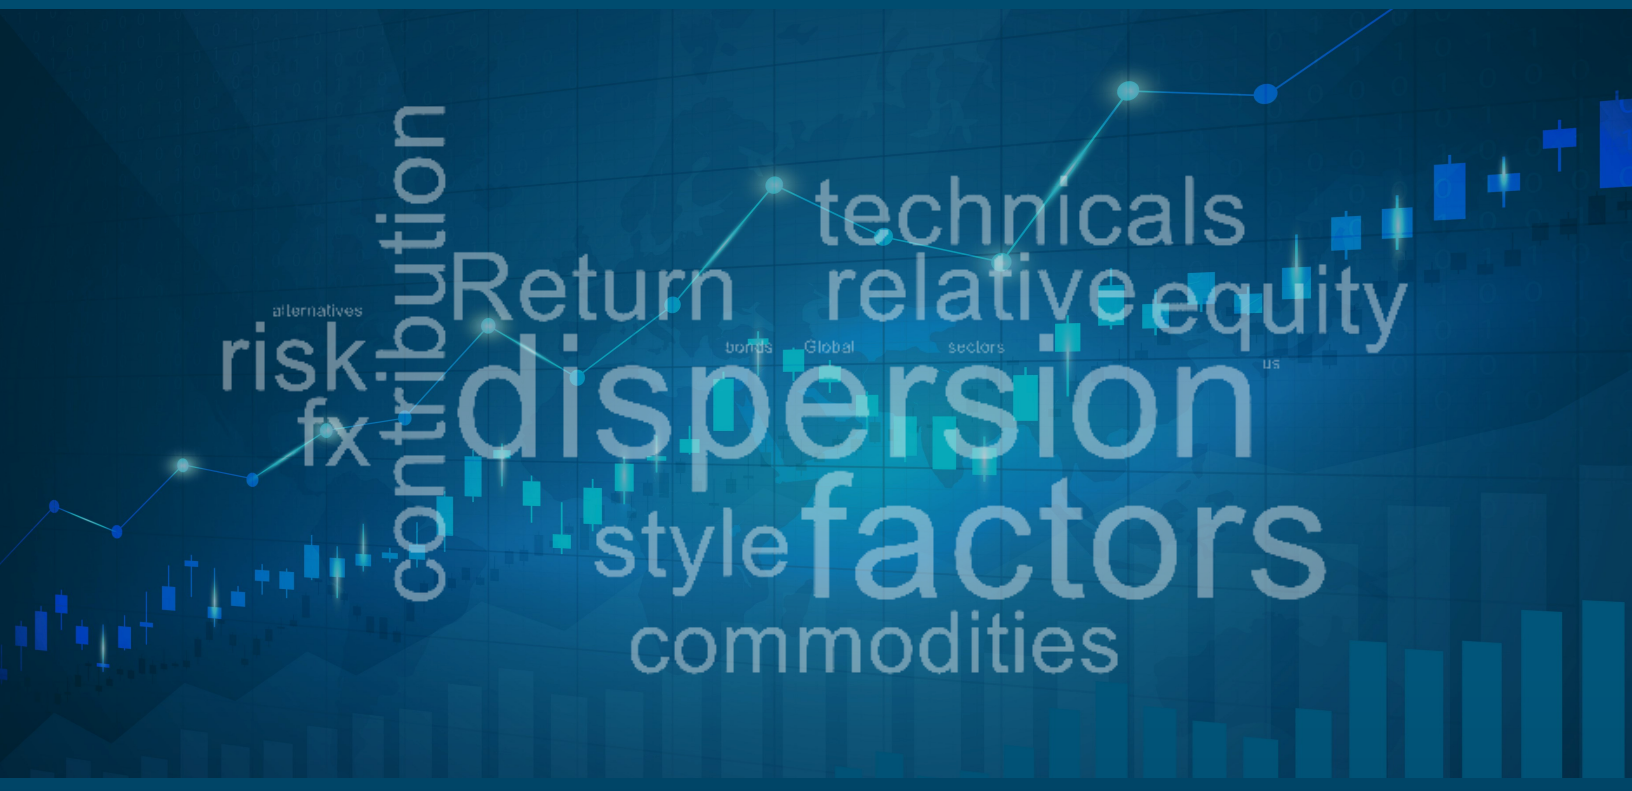 technicals
contribution
Return
relative
equity
alternatives
risk
bonds
Global
sectors
us
dispersion
fx
style
factors
commodities